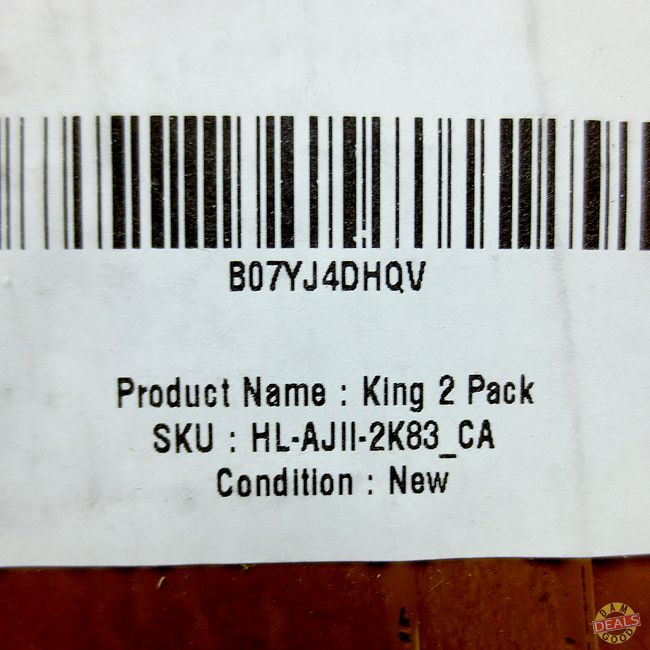 B07YJ4DHQV
Product Name : King 2 Pack
SKU : HL-AJII-2K83_CA
Condition : New
DAM
DEALS
GOOD